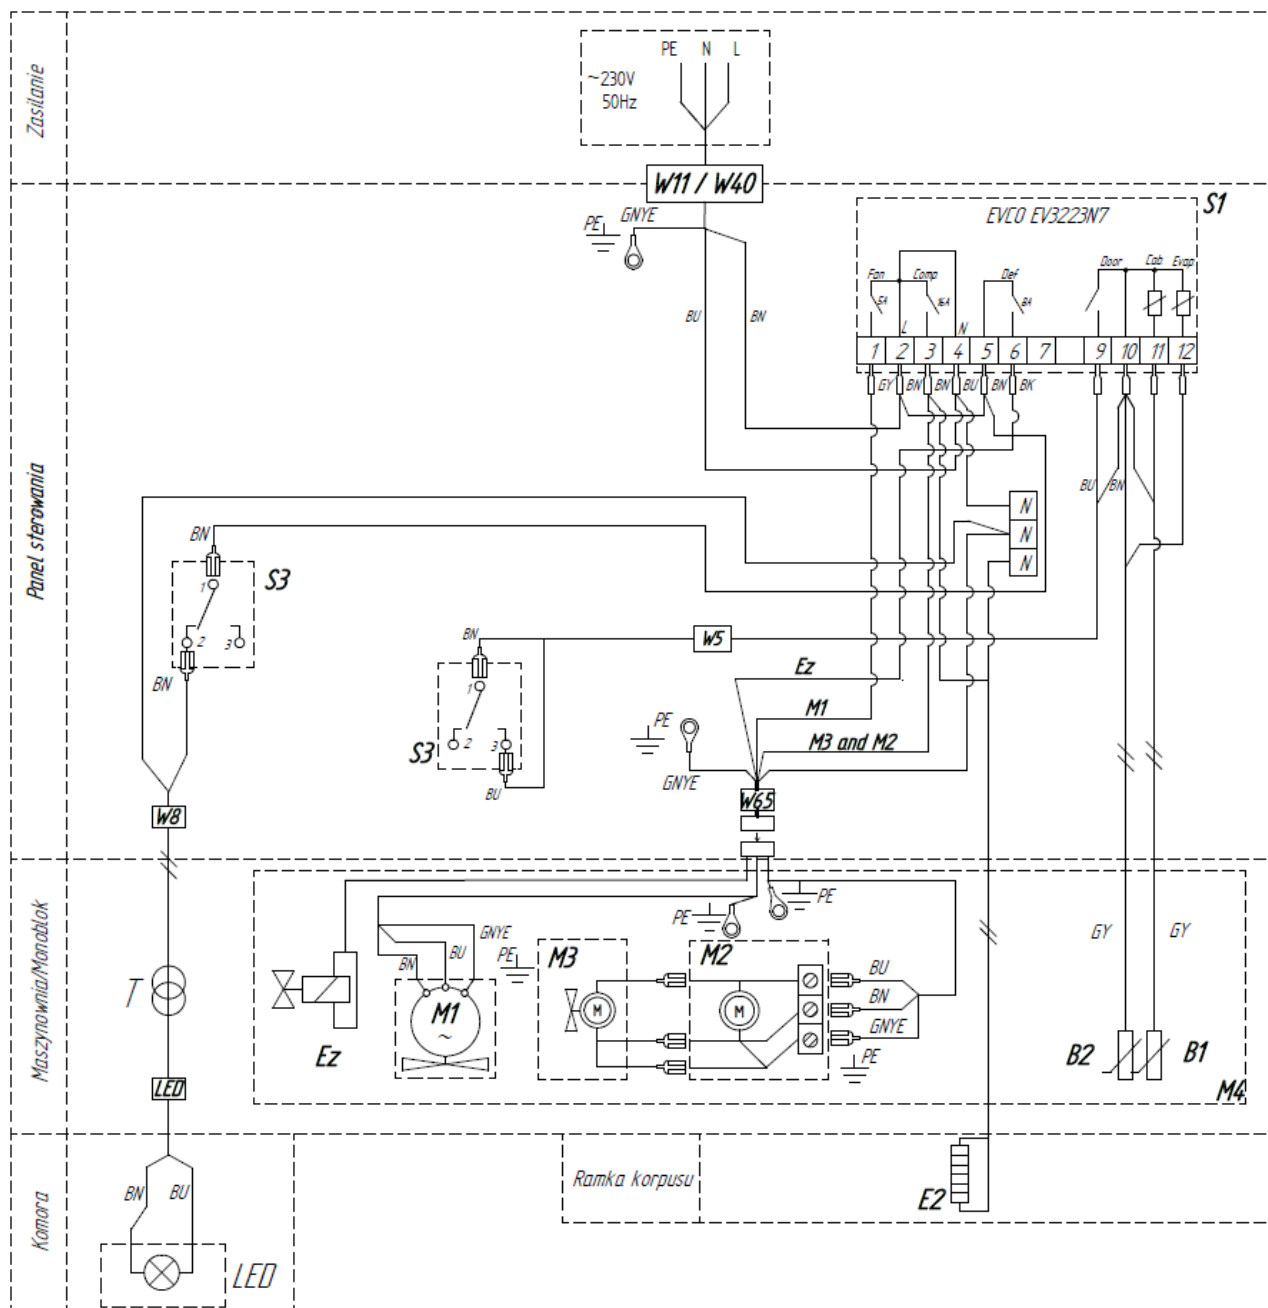 Zasilanie
PE N L
~230V
50Hz
W11 / W40
GNYE
PE
BU
BN
S1
EVCO EV3223N7
Fan
Comp
Def
Door
Cab
Evap
5A
16A
8A
L
N
1 2 3 4 5 6 7 9 10 11 12
GY BN BN BU BN BK
Panel sterowania
BU
BN
N
N
N
BN
S3
1
2
3
BN
BN
W5
1
2
3
S3
BU
Ez
M1
M3 and M2
PE
GNYE
W65
W8
Maszynownia/Monoblok
PE
PE
GNYE
BU
BN
PE
M3
M2
BU
BN
GNYE
PE
M
M
M1
~
Ez
T
LED
GY
GY
B2
B1
M4
Komora
BN
BU
LED
Ramka korpusu
E2